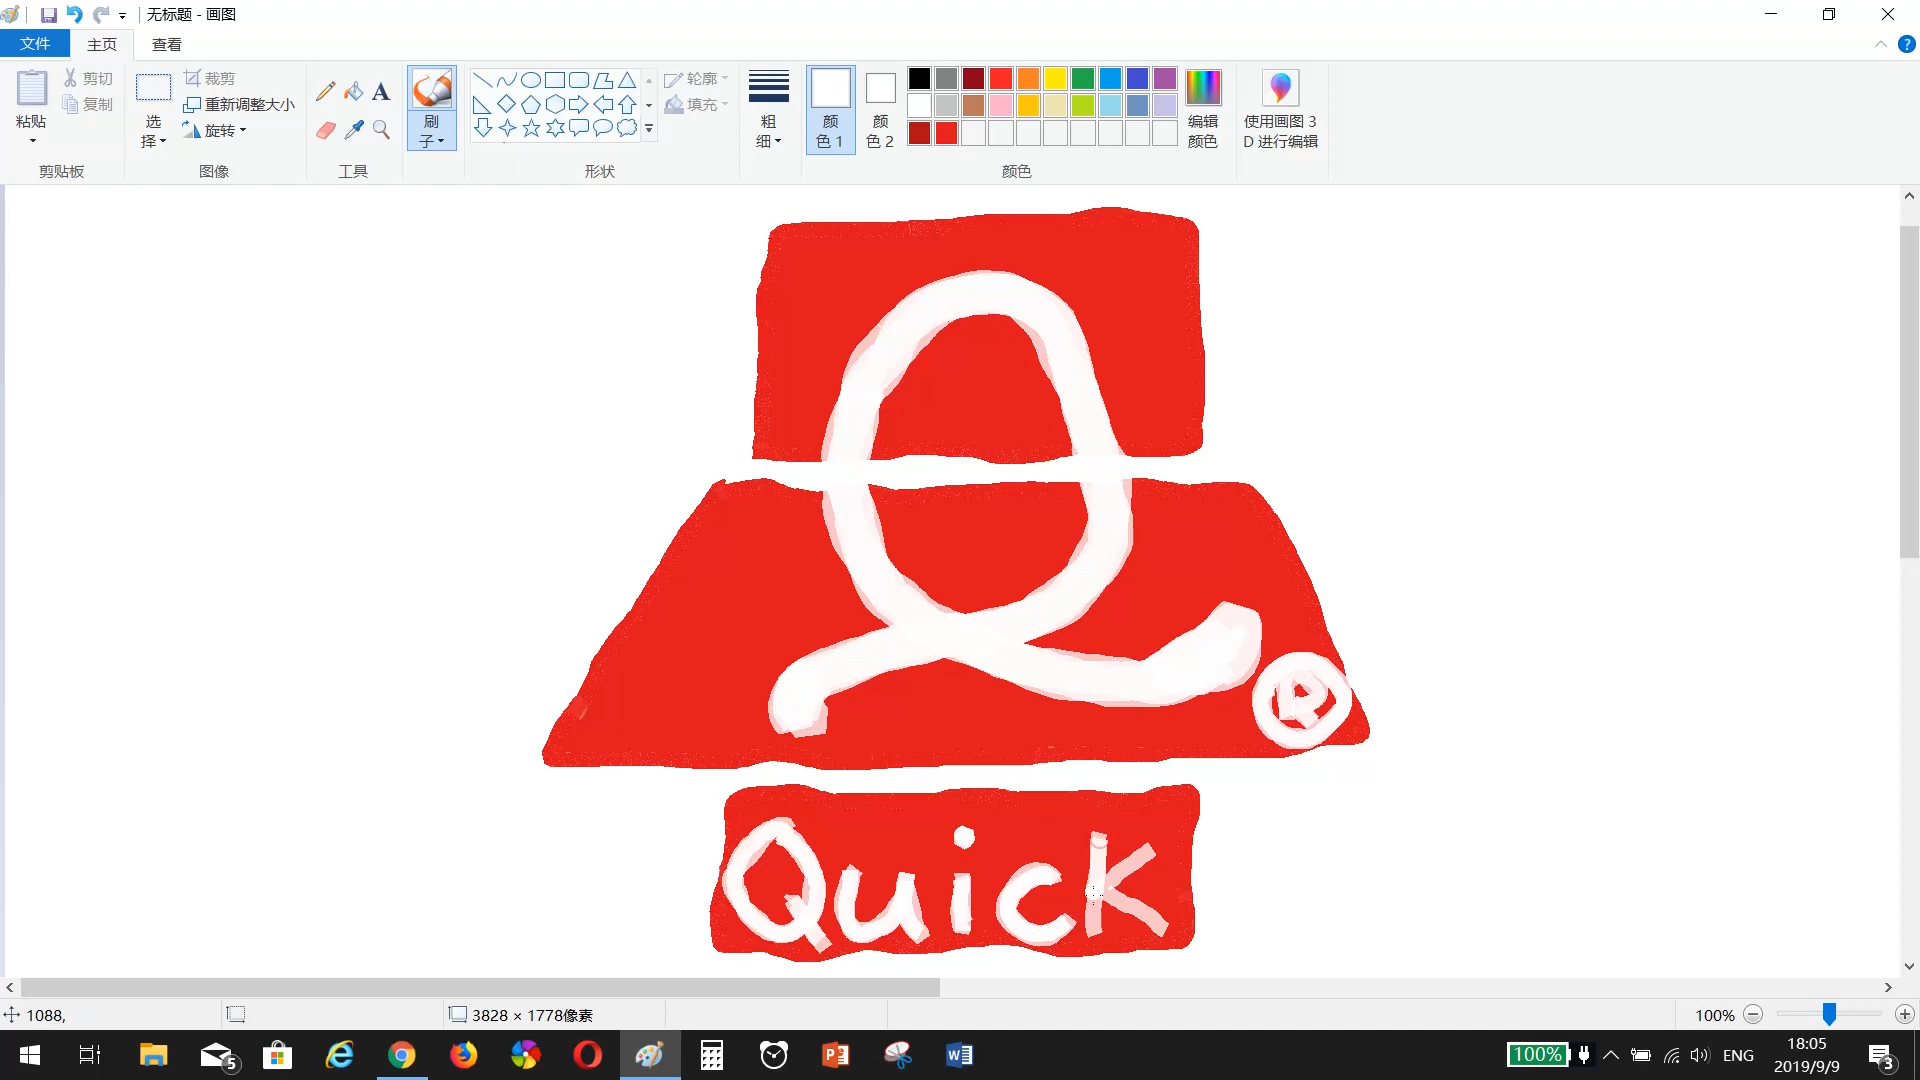 无标题 - 画图
文件 主页 查看
粘贴
剪切
复制
剪贴板
选择
裁剪
重新调整大小
旋转
图像
A
工具
刷子
形状
轮廓
填充
粗细
颜色 1
颜色 2
编辑颜色
颜色
使用画图 3 D 进行编辑
R
Quick
1088,
3828 × 1778像素
100%
5
P
W
100%
ENG
18:05
2019/9/9
3